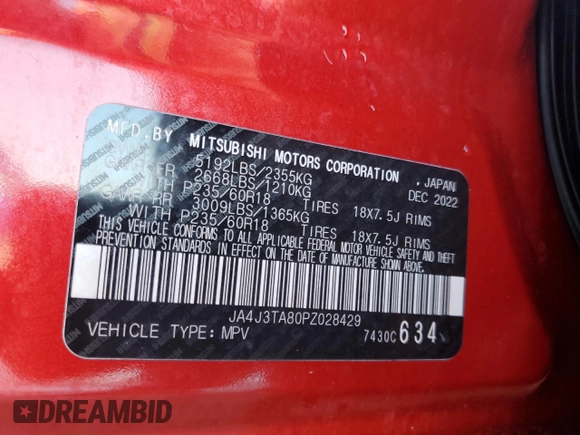 MFD.BY MITSUBISHI MOTORS CORPORATION , JAPAN
5192LBS/2355KG DEC 2022
FR 2668LBS/1210KG
WITH P235/60R18 TIRES 18X7.5J RIMS
RR 3009LBS/1365KG
WITH P235/60R18 TIRES 18X7.5J RIMS
THIS VEHICLE CONFORMS TO ALL APPLICABLE FEDERAL MOTOR VEHICLE SAFETY AND THEFT
PREVENTION STANDARDS IN EFFECT ON THE DATE OF MANUFACTURE SHOWN ABOVE.
JA4J3TA80PZ028429
VEHICLE TYPE: MPV 7430C 634
DREAMBID